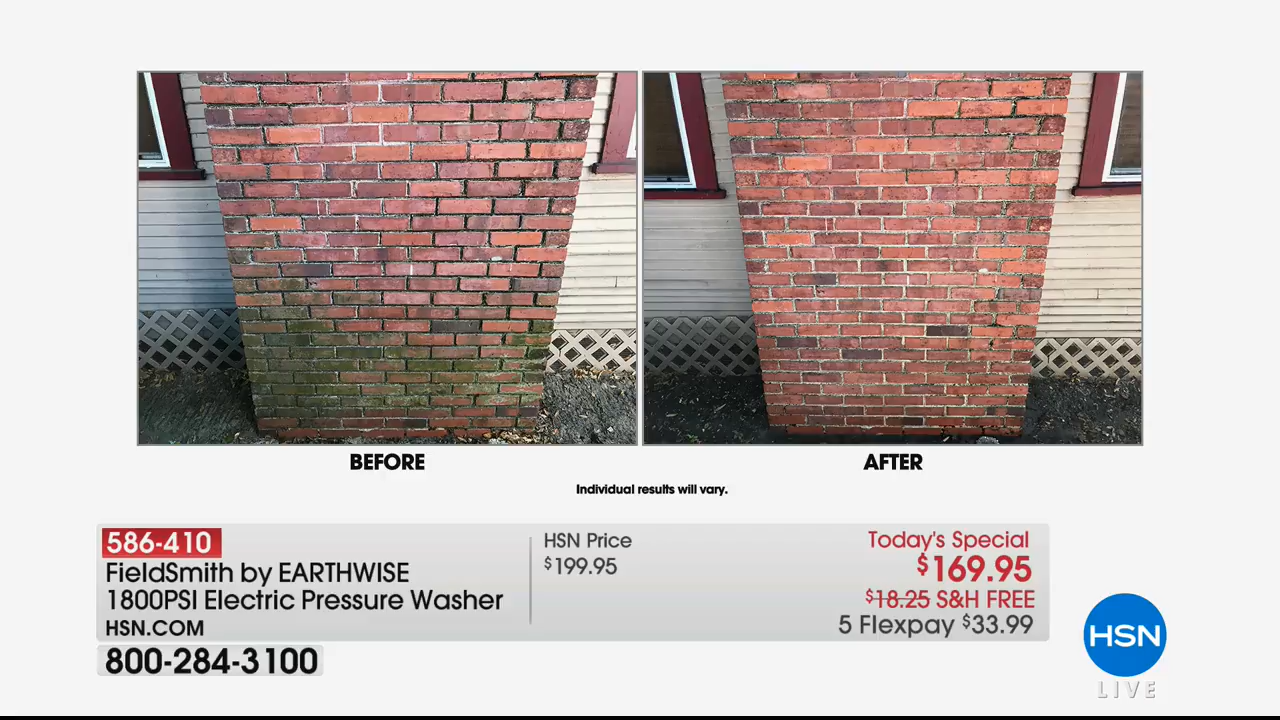 BEFORE
AFTER
Individual results will vary.
586-410
FieldSmith by EARTHWISE
1800PSI Electric Pressure Washer
HSN.COM
800-284-3100
HSN Price
$199.95
Today's Special
$169.95
$18.25 S&H FREE
5 Flexpay $33.99
HSN
LIVE